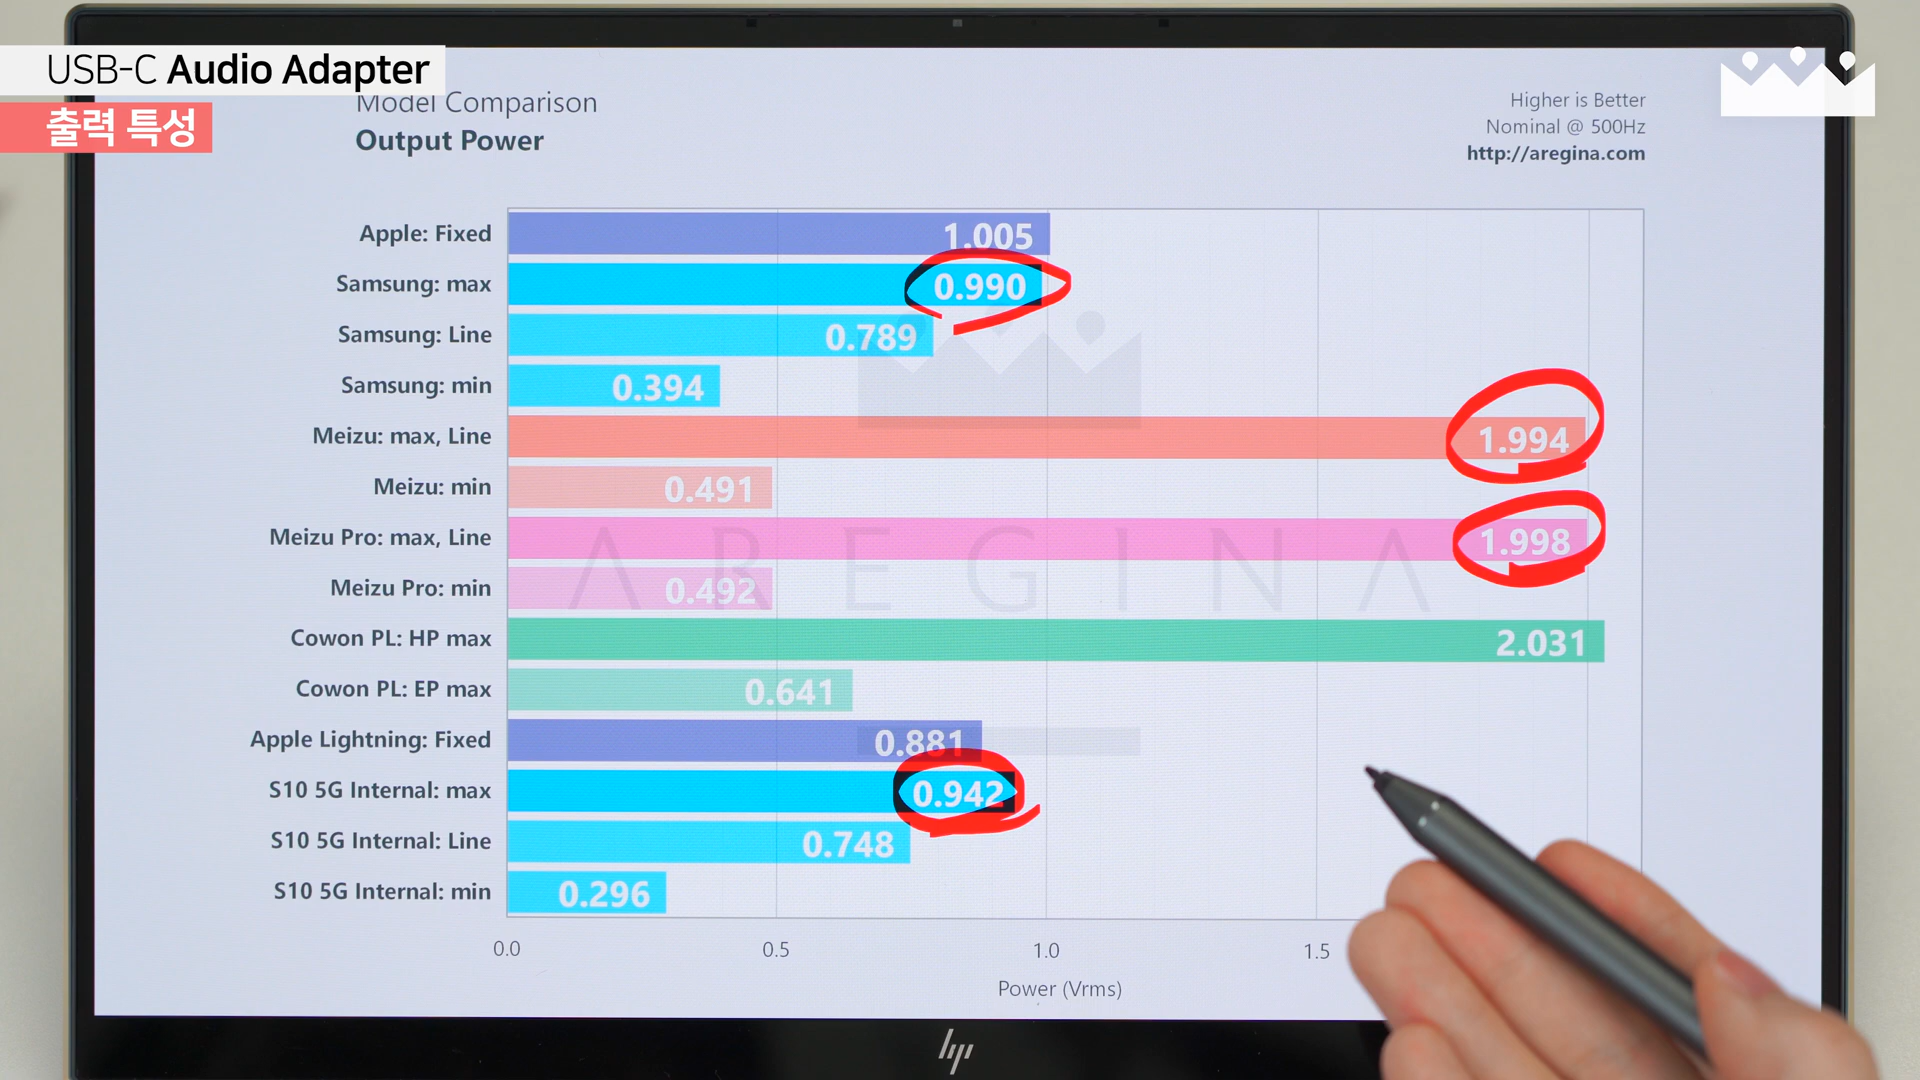 USB-C Audio Adapter
출력 특성
Model Comparison
Output Power
Higher is Better
Nominal @ 500Hz
http://aregina.com
Apple: Fixed 1.005
Samsung: max 0.990
Samsung: Line 0.789
Samsung: min 0.394
Meizu: max, Line 1.994
Meizu: min 0.491
Meizu Pro: max, Line 1.998
Meizu Pro: min 0.492
Cowon PL: HP max 2.031
Cowon PL: EP max 0.641
Apple Lightning: Fixed 0.881
S10 5G Internal: max 0.942
S10 5G Internal: Line 0.748
S10 5G Internal: min 0.296
AREGINA
0.0 0.5 1.0 1.5
Power (Vrms)
hp